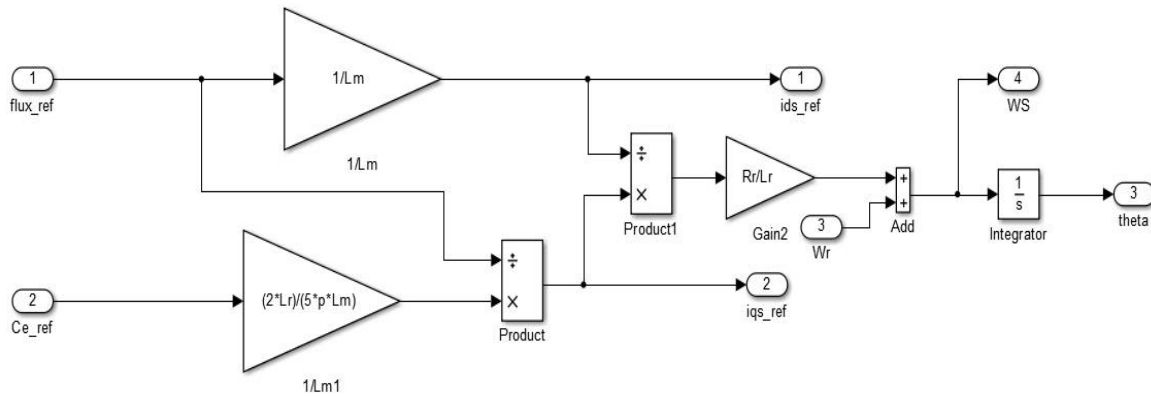 1
flux_ref
1/Lm
1/Lm
1
ids_ref
4
WS
÷
×
Product1
Rr/Lr
Gain2
3
Wr
+
+
Add
1
s
Integrator
3
theta
2
Ce_ref
(2*Lr)/(5*p*Lm)
1/Lm1
÷
×
Product
2
iqs_ref